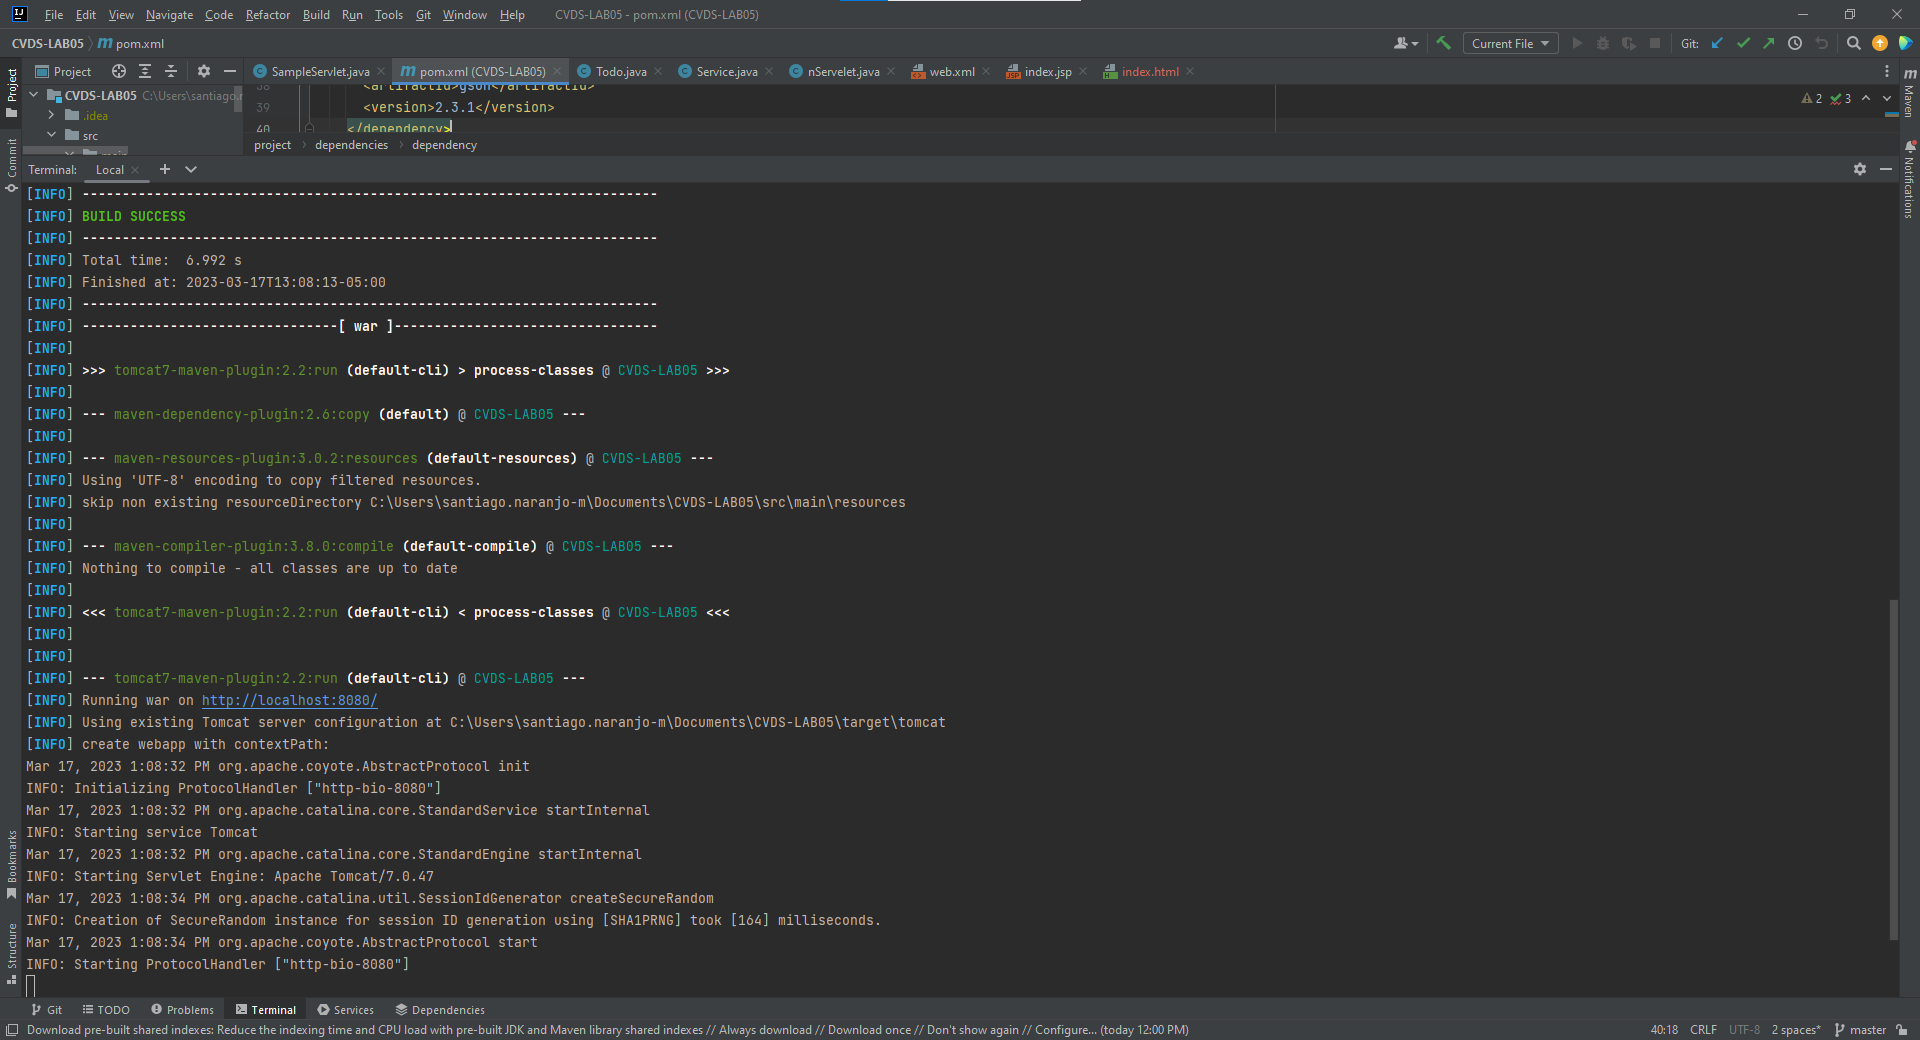 File Edit View Navigate Code Refactor Build Run Tools Git Window Help CVDS-LAB05 - pom.xml (CVDS-LAB05)
CVDS-LAB05 pom.xml Current File Git:
Project SampleServlet.java pom.xml (CVDS-LAB05) Todo.java Service.java nServelet.java web.xml index.jsp index.html
CVDS-LAB05 C:\Users\santiago.
.idea
src
38 <artifactId>gson</artifactId>
39 <version>2.3.1</version>
40 </dependency>
2 3
project dependencies dependency
Terminal: Local
[INFO] ------------------------------------------------------------------------
[INFO] BUILD SUCCESS
[INFO] ------------------------------------------------------------------------
[INFO] Total time:  6.992 s
[INFO] Finished at: 2023-03-17T13:08:13-05:00
[INFO] ------------------------------------------------------------------------
[INFO] --------------------------------[ war ]---------------------------------
[INFO]
[INFO] >>> tomcat7-maven-plugin:2.2:run (default-cli) > process-classes @ CVDS-LAB05 >>>
[INFO]
[INFO] --- maven-dependency-plugin:2.6:copy (default) @ CVDS-LAB05 ---
[INFO]
[INFO] --- maven-resources-plugin:3.0.2:resources (default-resources) @ CVDS-LAB05 ---
[INFO] Using 'UTF-8' encoding to copy filtered resources.
[INFO] skip non existing resourceDirectory C:\Users\santiago.naranjo-m\Documents\CVDS-LAB05\src\main\resources
[INFO]
[INFO] --- maven-compiler-plugin:3.8.0:compile (default-compile) @ CVDS-LAB05 ---
[INFO] Nothing to compile - all classes are up to date
[INFO]
[INFO] <<< tomcat7-maven-plugin:2.2:run (default-cli) < process-classes @ CVDS-LAB05 <<<
[INFO]
[INFO]
[INFO] --- tomcat7-maven-plugin:2.2:run (default-cli) @ CVDS-LAB05 ---
[INFO] Running war on http://localhost:8080/
[INFO] Using existing Tomcat server configuration at C:\Users\santiago.naranjo-m\Documents\CVDS-LAB05\target\tomcat
[INFO] create webapp with contextPath:
Mar 17, 2023 1:08:32 PM org.apache.coyote.AbstractProtocol init
INFO: Initializing ProtocolHandler ["http-bio-8080"]
Mar 17, 2023 1:08:32 PM org.apache.catalina.core.StandardService startInternal
INFO: Starting service Tomcat
Mar 17, 2023 1:08:32 PM org.apache.catalina.core.StandardEngine startInternal
INFO: Starting Servlet Engine: Apache Tomcat/7.0.47
Mar 17, 2023 1:08:34 PM org.apache.catalina.util.SessionIdGenerator createSecureRandom
INFO: Creation of SecureRandom instance for session ID generation using [SHA1PRNG] took [164] milliseconds.
Mar 17, 2023 1:08:34 PM org.apache.coyote.AbstractProtocol start
INFO: Starting ProtocolHandler ["http-bio-8080"]
Project
Commit
Bookmarks
Structure
Maven
Notifications
Git TODO Problems Terminal Services Dependencies
Download pre-built shared indexes: Reduce the indexing time and CPU load with pre-built JDK and Maven library shared indexes // Always download // Download once // Don't show again // Configure... (today 12:00 PM) 40:18 CRLF UTF-8 2 spaces* master